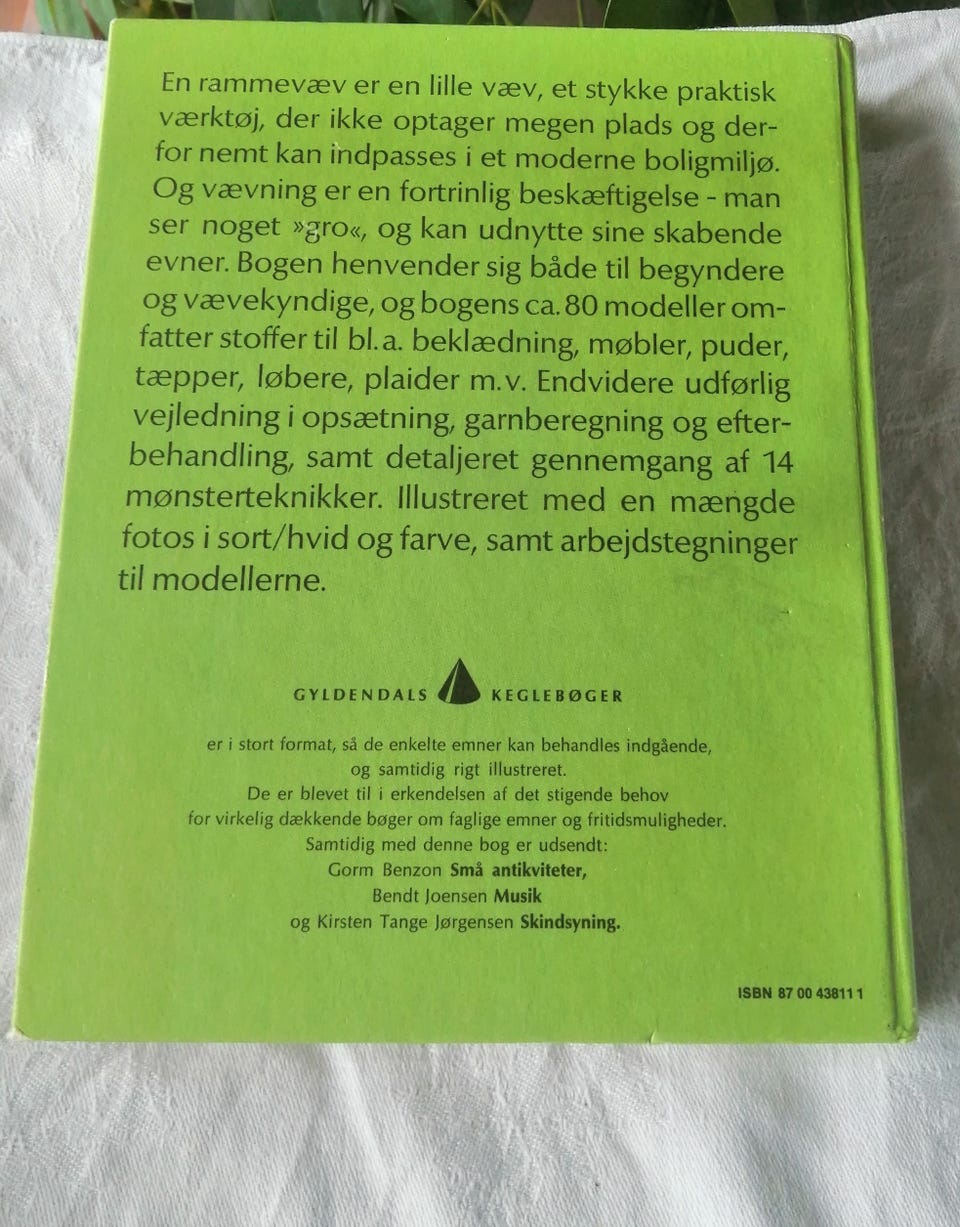 En rammevæv er en lille væv, et stykke praktisk
værktøj, der ikke optager megen plads og der-
for nemt kan indpasses i et moderne boligmiljø.
Og vævning er en fortrinlig beskæftigelse - man
ser noget »gro«, og kan udnytte sine skabende
evner. Bogen henvender sig både til begyndere
og vævekyndige, og bogens ca. 80 modeller om-
fatter stoffer til bl.a. beklædning, møbler, puder,
tæpper, løbere, plaider m.v. Endvidere udførlig
vejledning i opsætning, garnberegning og efter-
behandling, samt detaljeret gennemgang af 14
mønsterteknikker. Illustreret med en mængde
fotos i sort/hvid og farve, samt arbejdstegninger
til modellerne.
GYLDENDALS KEGLEBØGER
er i stort format, så de enkelte emner kan behandles indgående,
og samtidig rigt illustreret.
De er blevet til i erkendelsen af det stigende behov
for virkelig dækkende bøger om faglige emner og fritidsmuligheder.
Samtidig med denne bog er udsendt:
Gorm Benzon Små antikviteter,
Bendt Joensen Musik
og Kirsten Tange Jørgensen Skindsyning.
ISBN 87 00 43811 1